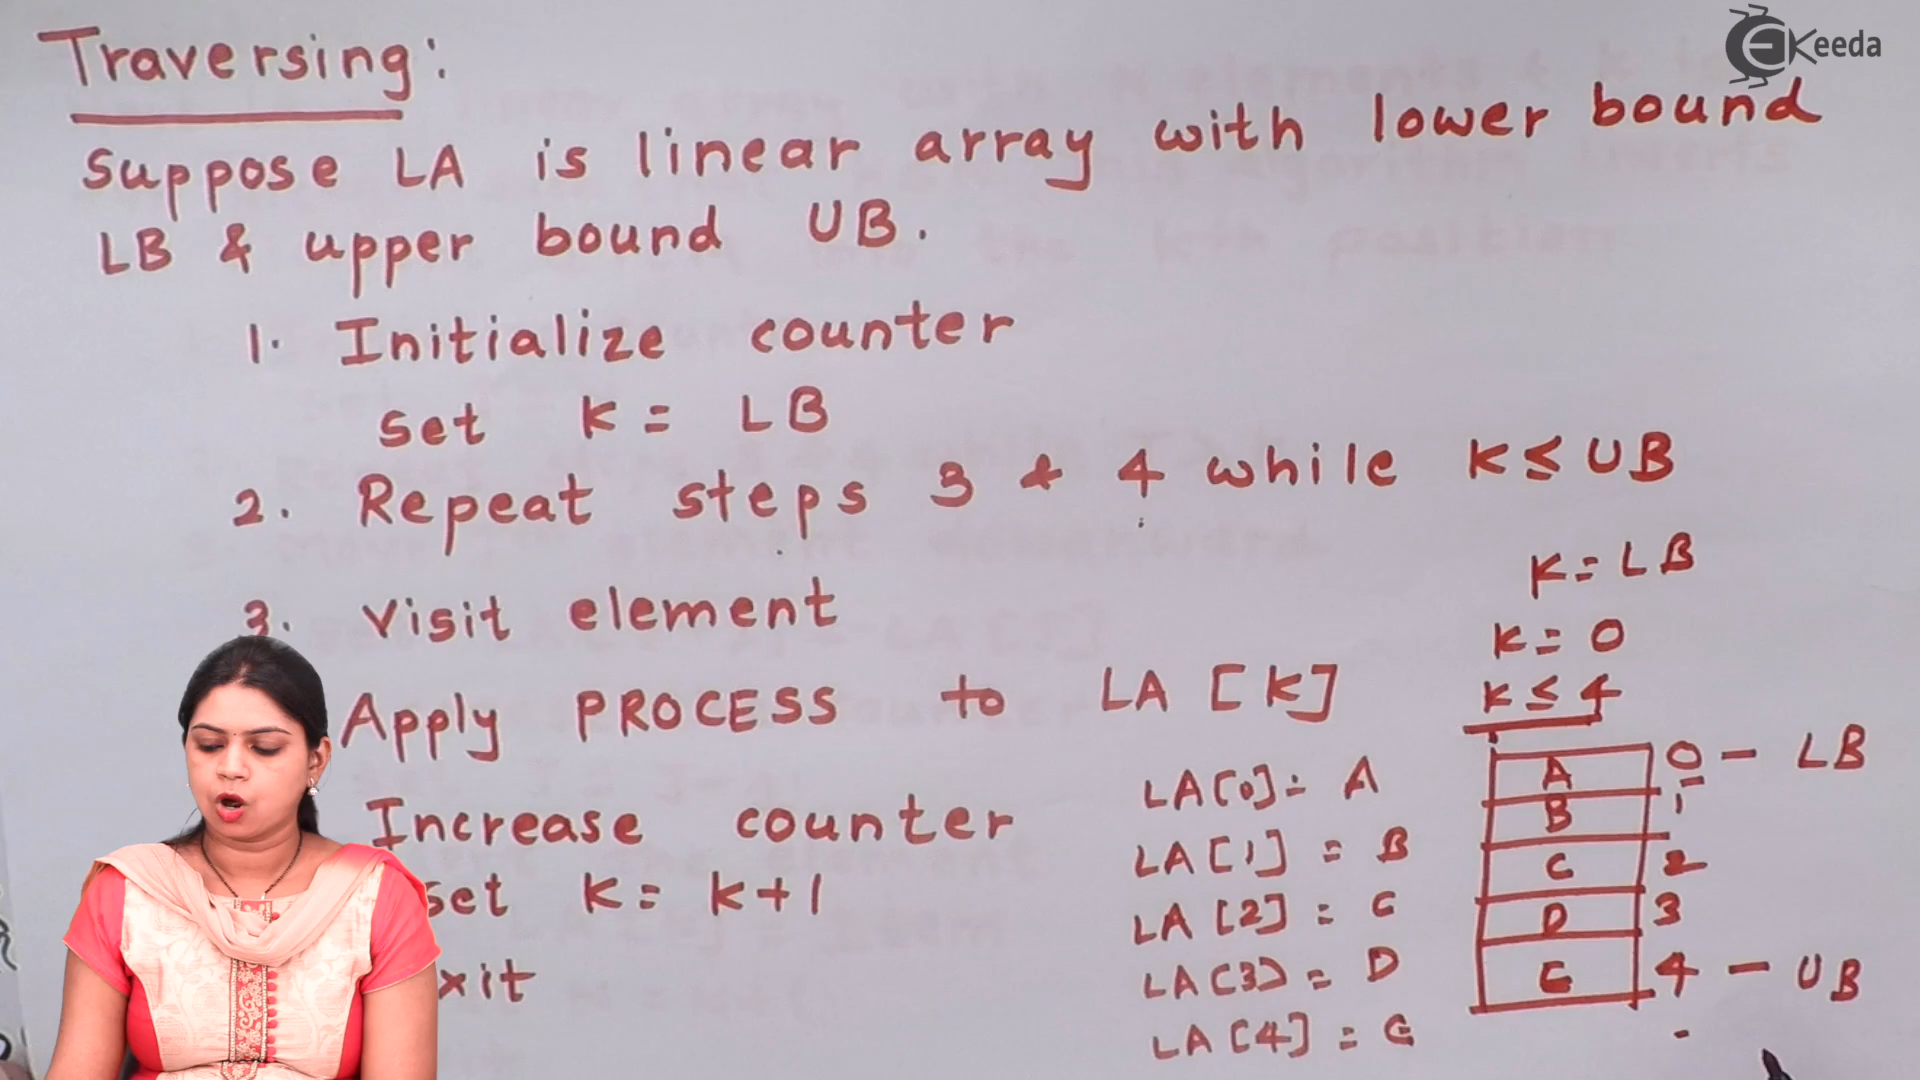 EKeeda
Traversing:
Suppose LA is linear array with lower bound
LB & upper bound UB.
1. Initialize counter
set K = LB
2. Repeat steps 3 & 4 while K ≤ UB
3. Visit element
Apply PROCESS to LA [K]
Increase counter
set K = K+1
xit
K = LB
K = 0
K ≤ 4
A 0 - LB
B 1
C 2
D 3
E 4 - UB
LA[0] = A
LA[1] = B
LA[2] = C
LA[3] = D
LA[4] = E